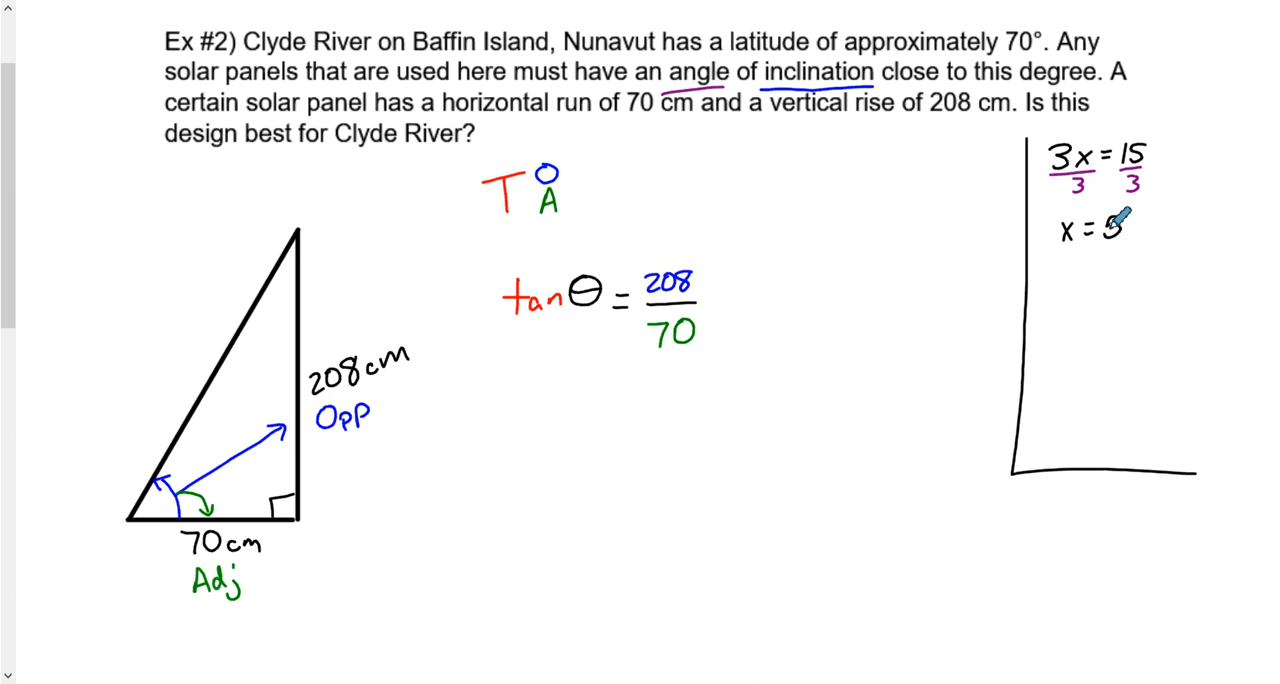 Ex #2) Clyde River on Baffin Island, Nunavut has a latitude of approximately 70°. Any
solar panels that are used here must have an angle of inclination close to this degree. A
certain solar panel has a horizontal run of 70 cm and a vertical rise of 208 cm. Is this
design best for Clyde River?
T O
A
tanθ = 208
70
208cm
Opp
70cm
Adj
3x = 15
3 3
x = 5